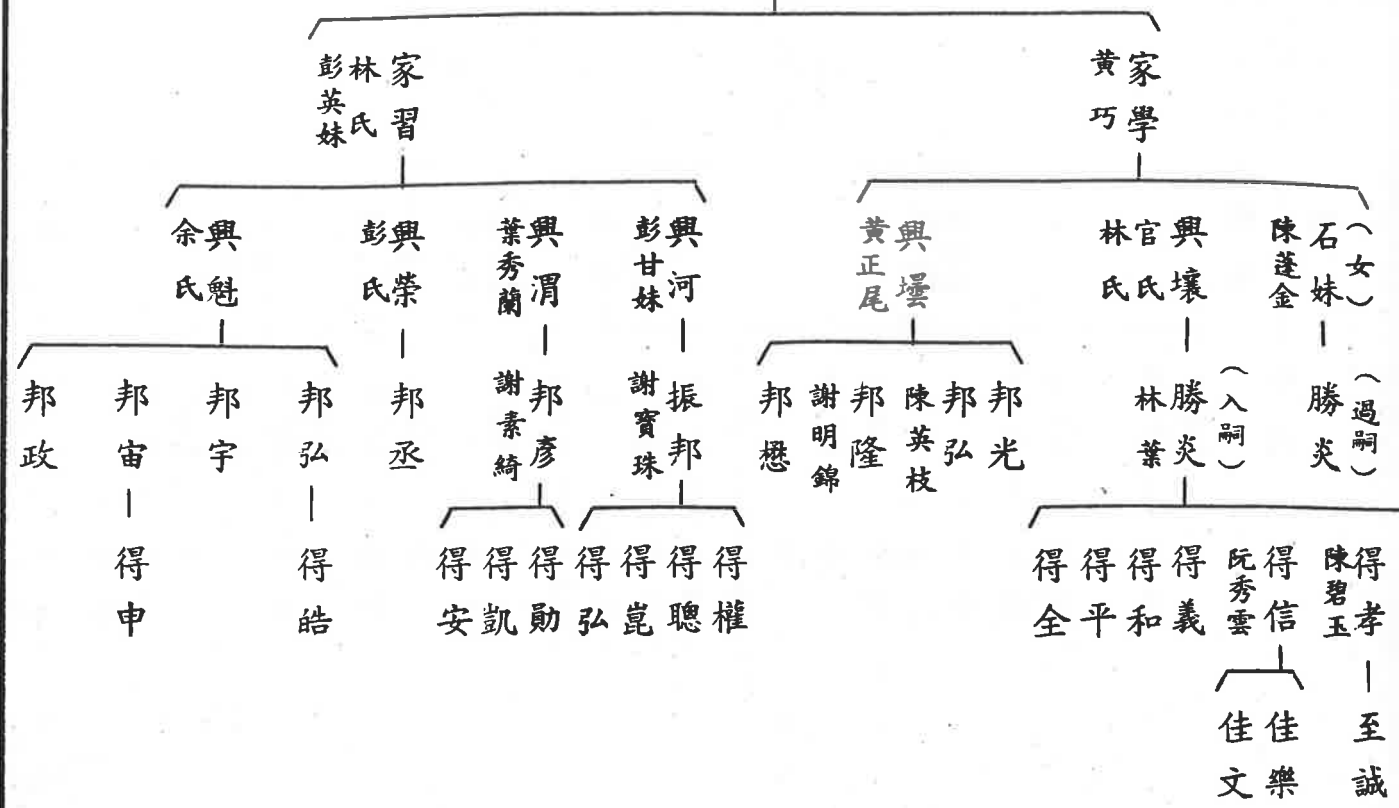 家學
黃巧
家習
林氏
彭英妹
（女）
石妹
陳蓬金
興壤
官氏
林氏
興壜
黃正尾
興河
彭甘妹
興渭
葉秀蘭
興榮
彭氏
興魁
余氏
（過嗣）
勝炎
（入嗣）
勝炎
林葉
邦光
邦弘
陳英枝
邦隆
謝明錦
邦懋
振邦
謝寶珠
邦彥
謝素綺
邦丞
邦弘
邦宇
邦宙
邦政
得孝
陳碧玉
得信
阮秀雲
得義
得和
得平
得全
得權
得聰
得崑
得弘
得勛
得凱
得安
得皓
得申
至誠
佳樂
佳文